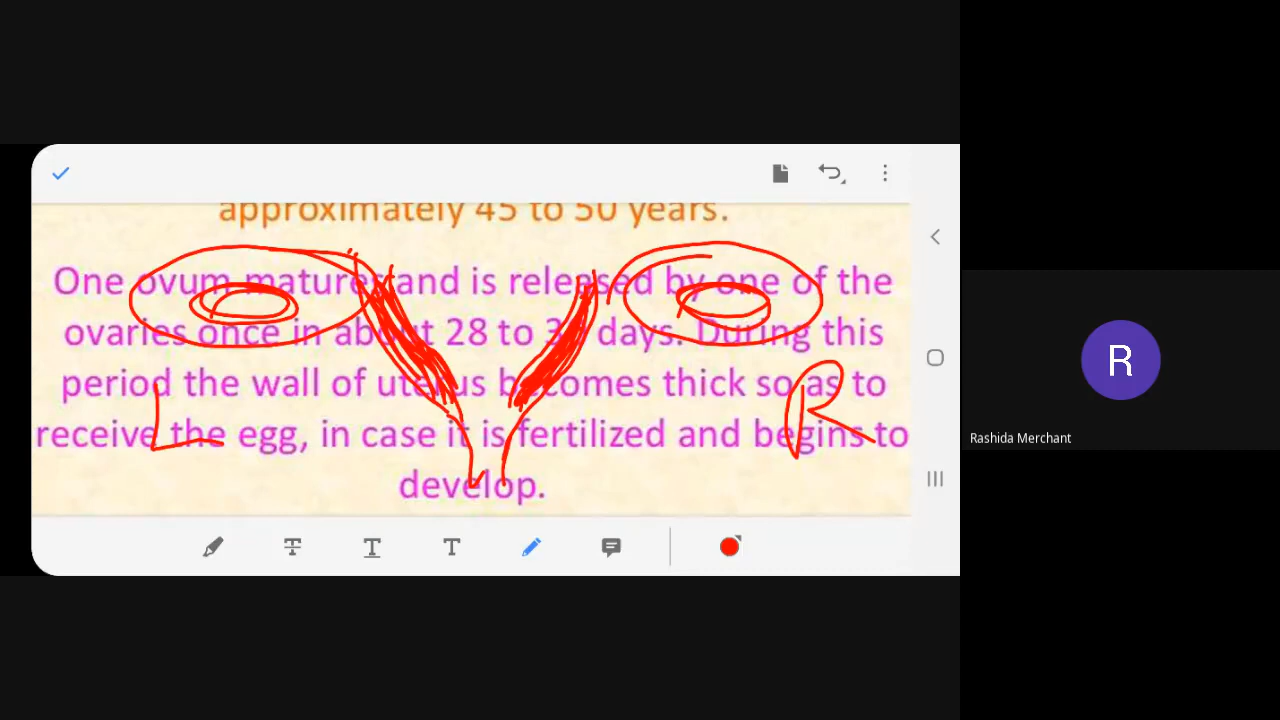 approximately 45 to 50 years.
One ovum matures and is released by one of the
ovaries once in about 28 to 30 days. During this
period the wall of uterus becomes thick so as to
receive the egg, in case it is fertilized and begins to
develop.
L
R
R
Rashida Merchant